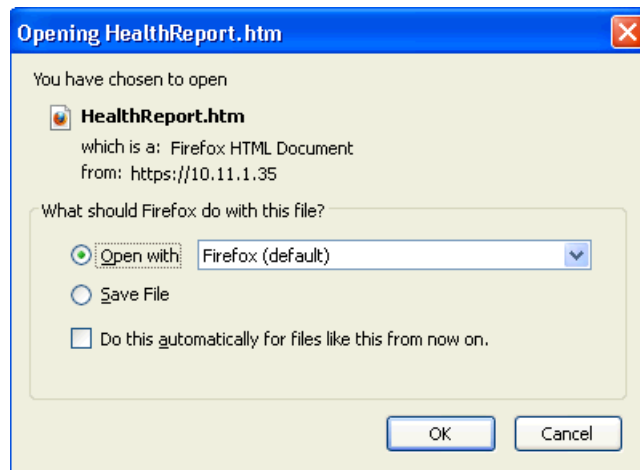 Opening HealthReport.htm
You have chosen to open
HealthReport.htm
which is a: Firefox HTML Document
from: https://10.11.1.35
What should Firefox do with this file?
Open with Firefox (default)
Save File
Do this automatically for files like this from now on.
OK Cancel